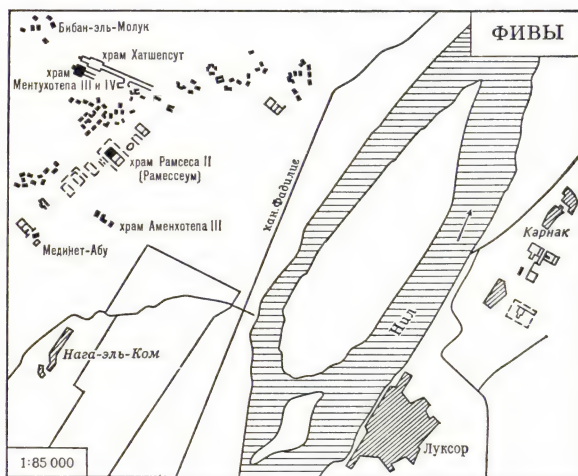 ФИВЫ
Бибан-эль-Молук
храм Хатшепсут
храм
Ментухотепа III и IV
храм Рамсеса II
(Рамессеум)
храм Аменхотепа III
Мединет-Абу
кан. Фадилие
Карнак
Нил
Нага-эль-Ком
Луксор
1:85 000